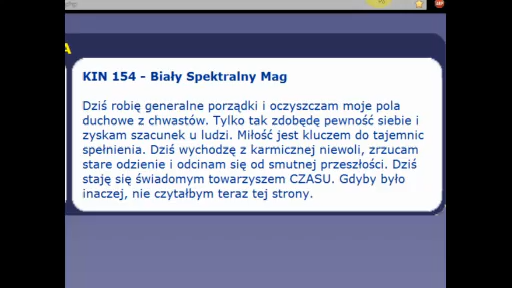 A
KIN 154 - Biały Spektralny Mag
Dziś robię generalne porządki i oczyszczam moje pola
duchowe z chwastów. Tylko tak zdobędę pewność siebie i
zyskam szacunek u ludzi. Miłość jest kluczem do tajemnic
spełnienia. Dziś wychodzę z karmicznej niewoli, zrzucam
stare odzienie i odcinam się od smutnej przeszłości. Dziś
staję się świadomym towarzyszem CZASU. Gdyby było
inaczej, nie czytałbym teraz tej strony.